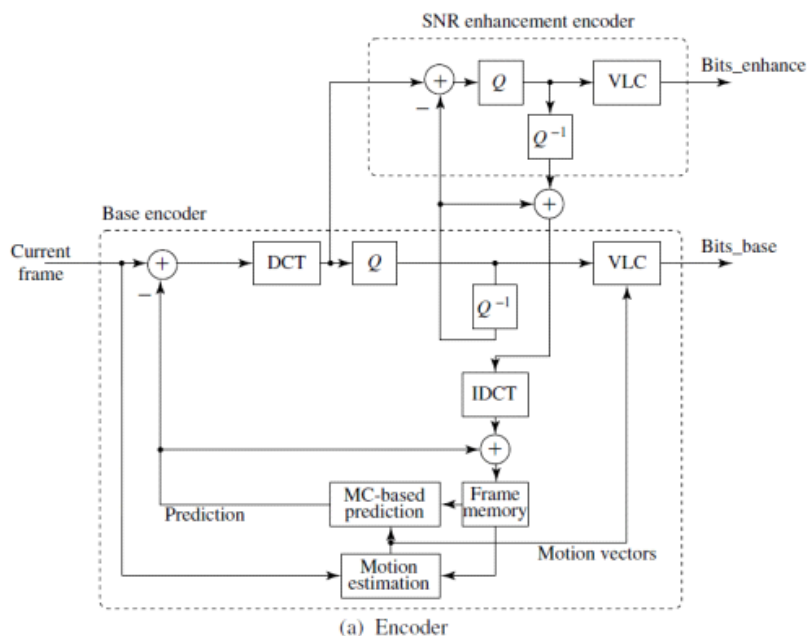 SNR enhancement encoder
Bits_enhance
+
−
Q
VLC
Q⁻¹
+
Base encoder
Current
frame
+
−
DCT
Q
VLC
Bits_base
Q⁻¹
IDCT
+
MC-based
prediction
Frame
memory
Prediction
Motion vectors
Motion
estimation
(a) Encoder